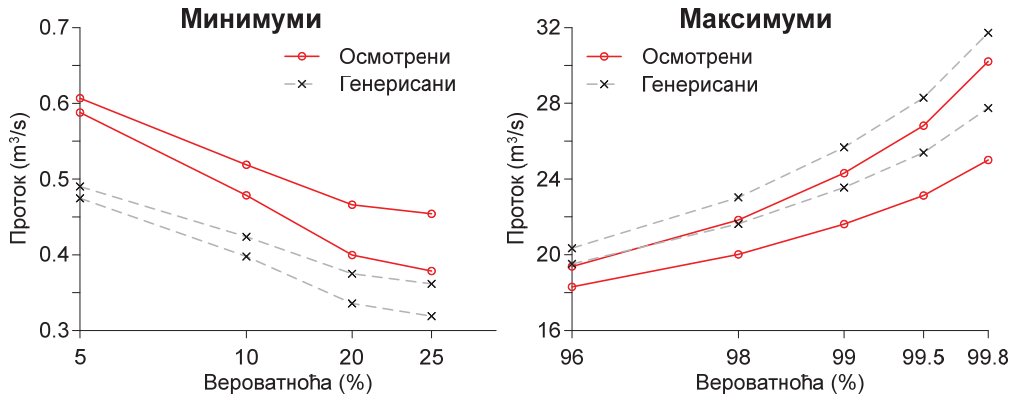 Минимуми
0.7
0.6
0.5
0.4
0.3
Проток (m³/s)
Осмотрени
Генерисани
5 10 20 25
Вероватноћа (%)
Максимуми
32
28
24
20
16
Проток (m³/s)
Осмотрени
Генерисани
96 98 99 99.5 99.8
Вероватноћа (%)